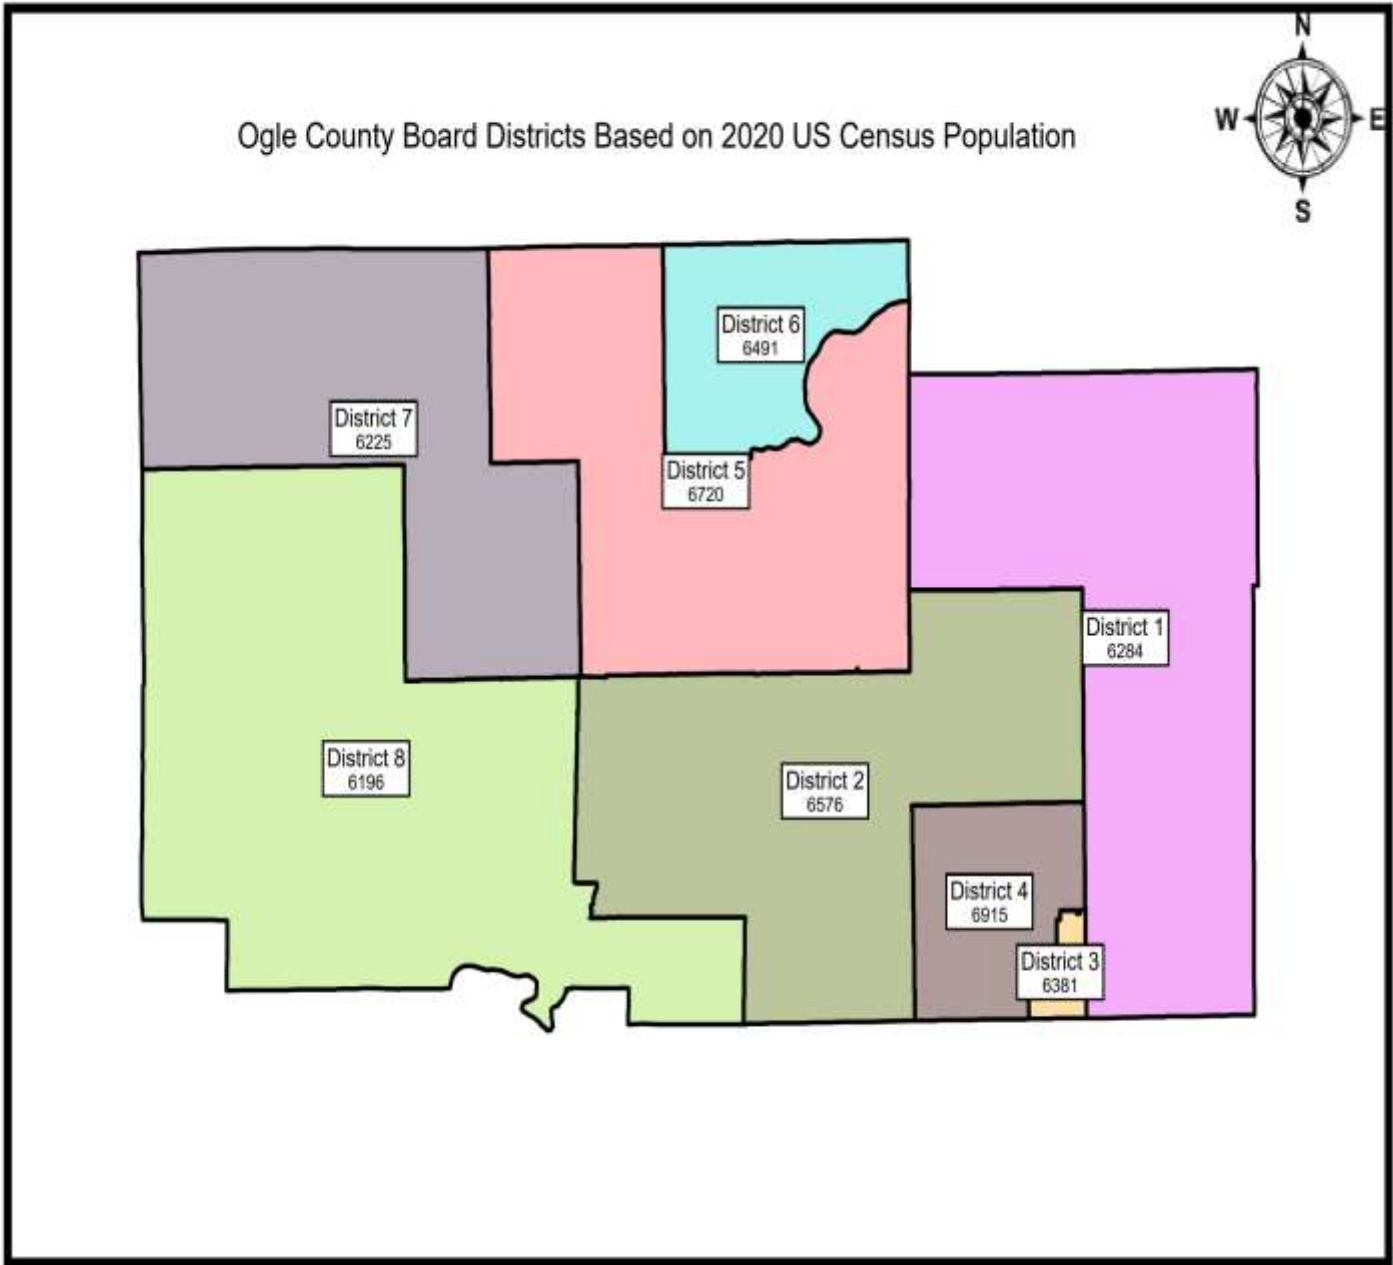 N
W E
S
Ogle County Board Districts Based on 2020 US Census Population
District 6
6491
District 7
6225
District 5
6720
District 1
6284
District 8
6196
District 2
6576
District 4
6915
District 3
6381